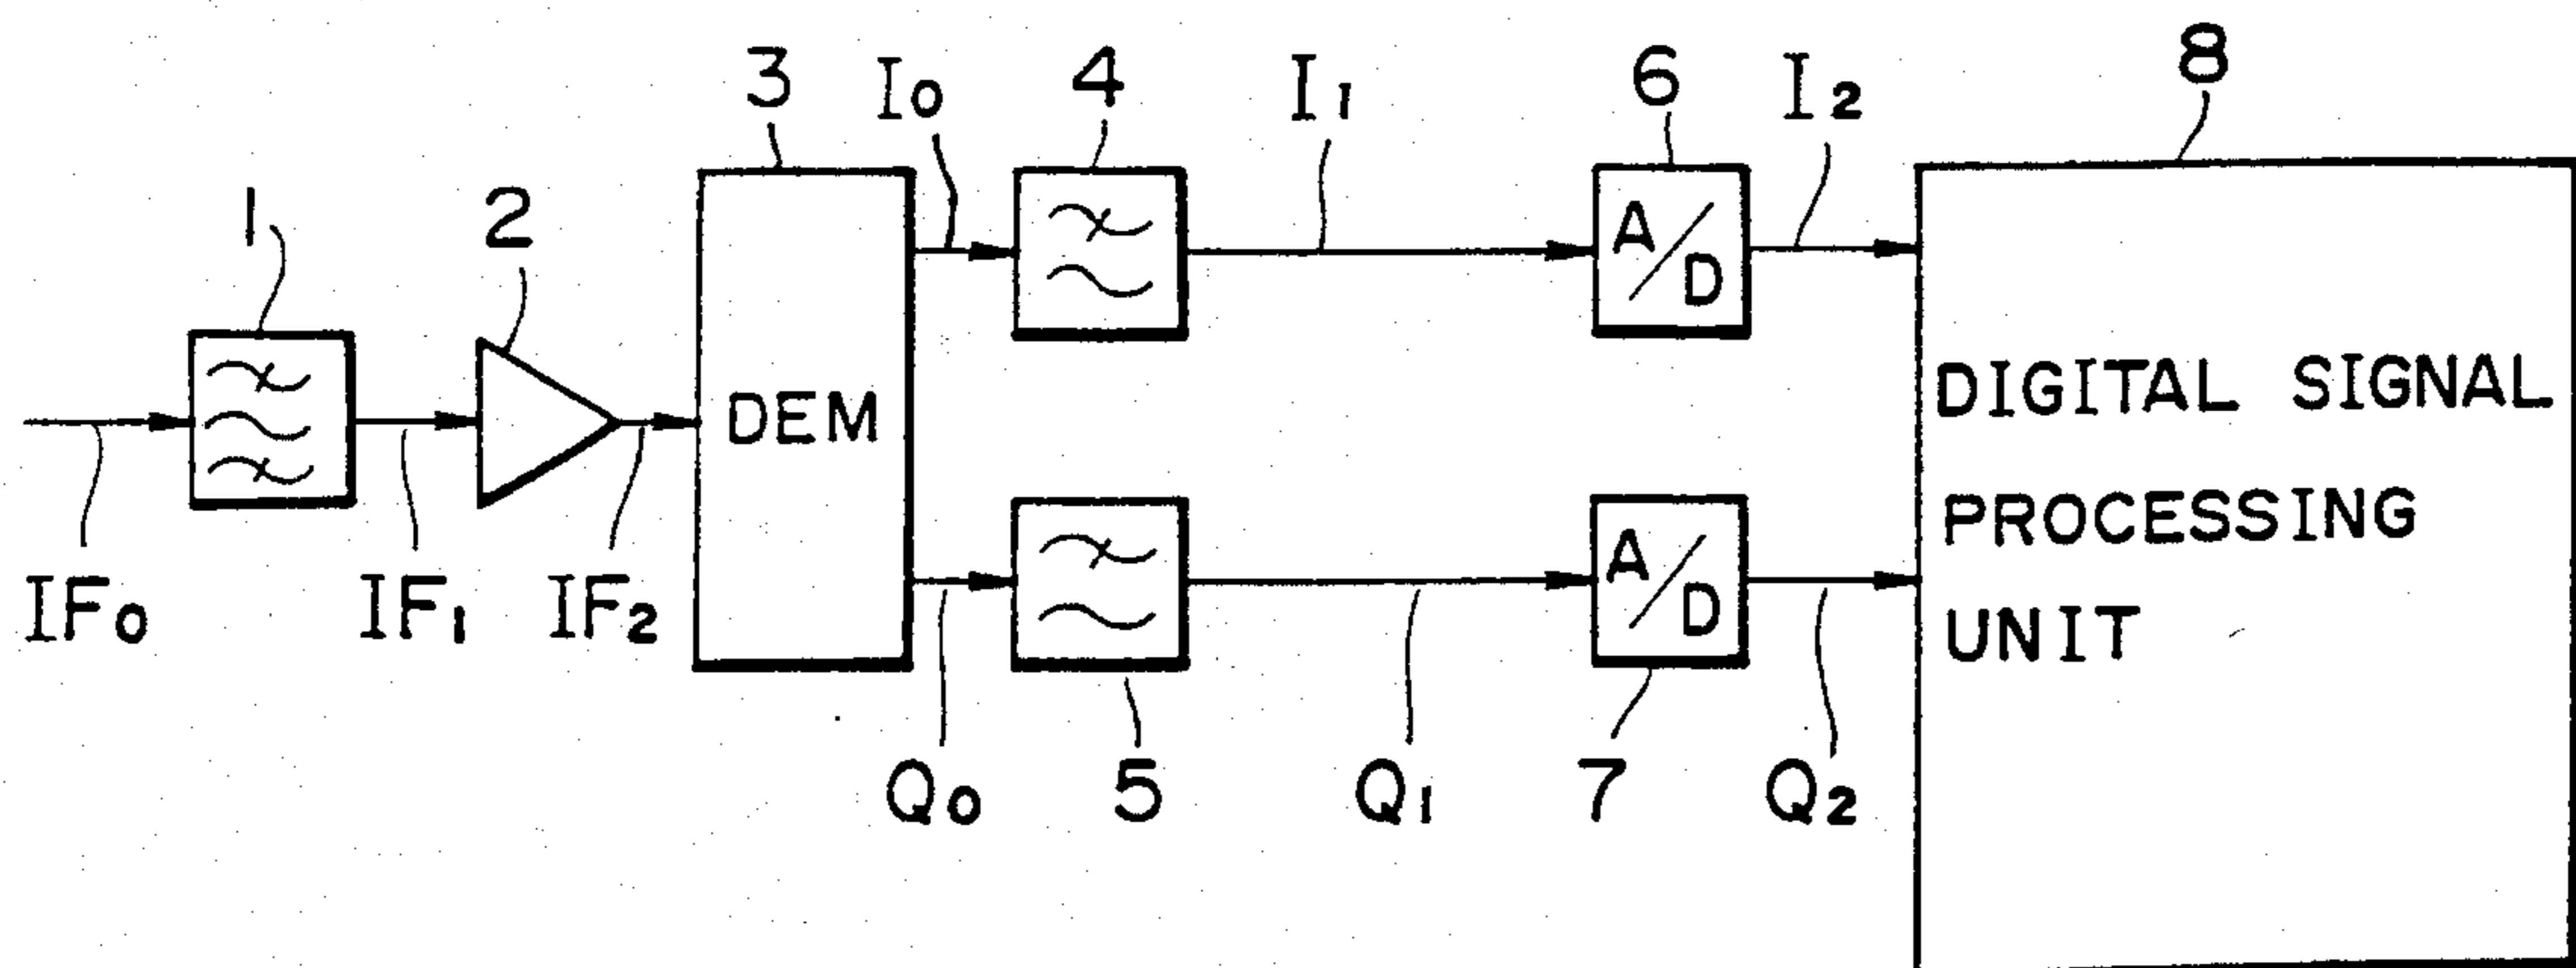 3
I0
4
I1
6
I2
8
1
2
A/D
DEM
DIGITAL SIGNAL
PROCESSING
UNIT
A/D
IF0
IF1
IF2
Q0
5
Q1
7
Q2